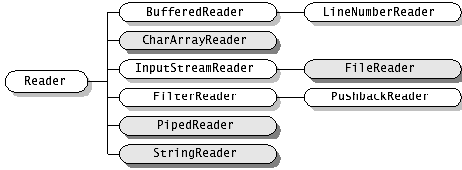 BufferedReader LineNumberReader
CharArrayReader
InputStreamReader FileReader
Reader
FilterReader PushbackReader
PipedReader
StringReader